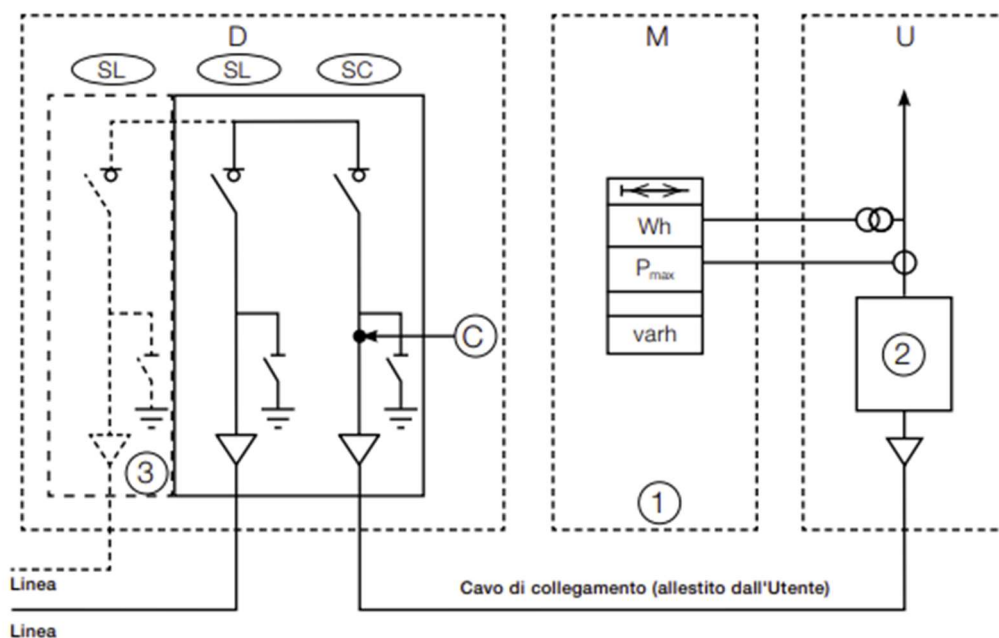 D M U
SL SL SC
Wh
Pmax
varh
C
2
3
1
Linea
Cavo di collegamento (allestito dall'Utente)
Linea